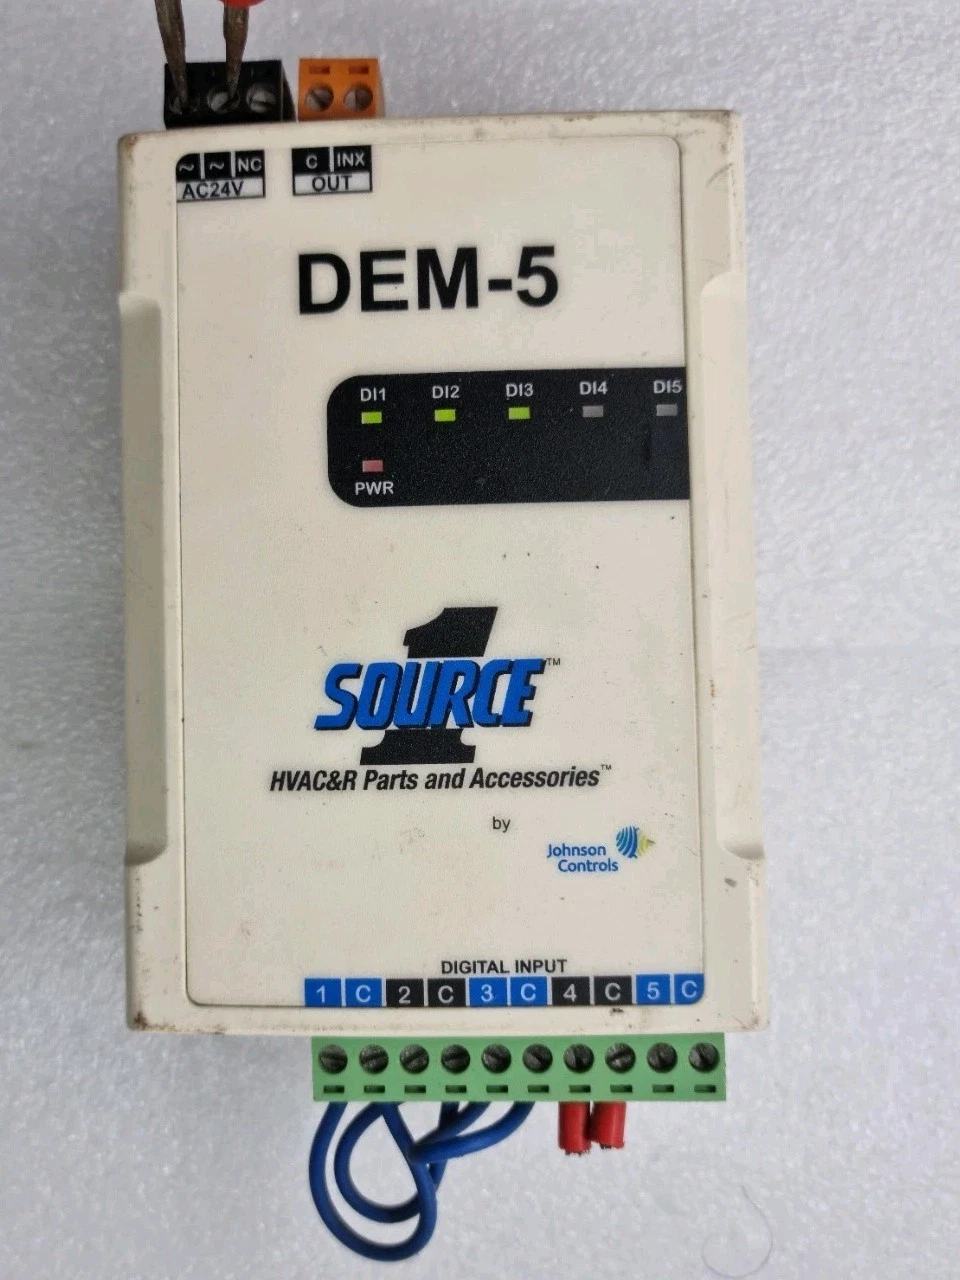 ~ ~ NC C INX
AC24V OUT
DEM-5
DI1 DI2 DI3 DI4 DI5
PWR
1
SOURCE™
HVAC&R Parts and Accessories™
by
Johnson
Controls
DIGITAL INPUT
1 C 2 C 3 C 4 C 5 C